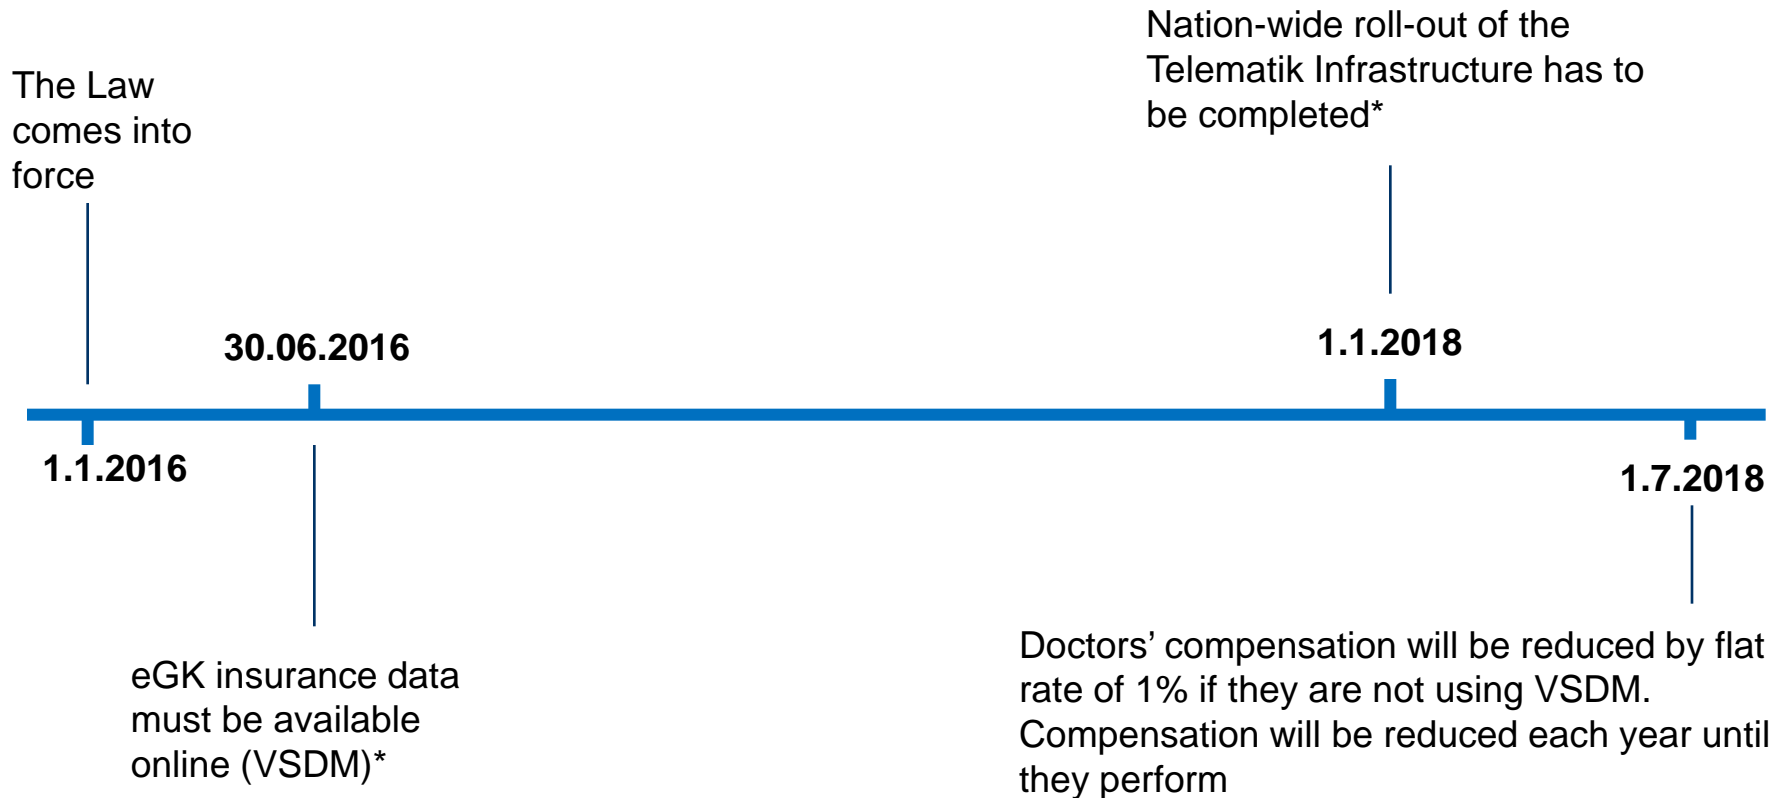 The Law
comes into
force
Nation-wide roll-out of the
Telematik Infrastructure has to
be completed*
30.06.2016
1.1.2018
1.1.2016
1.7.2018
eGK insurance data
must be available
online (VSDM)*
Doctors’ compensation will be reduced by flat
rate of 1% if they are not using VSDM.
Compensation will be reduced each year until
they perform